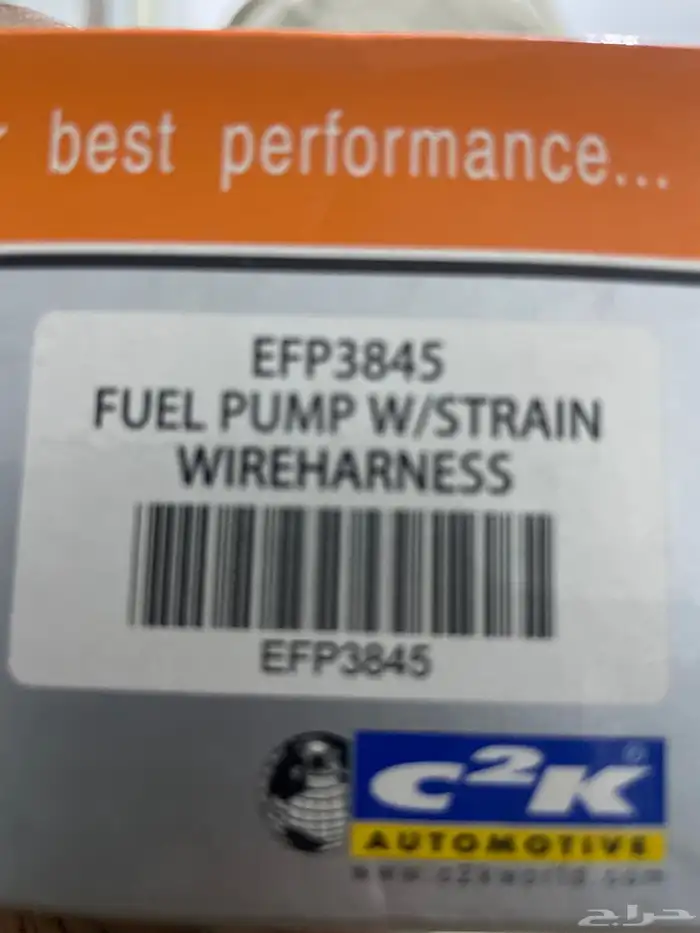 best performance...
EFP3845
FUEL PUMP W/STRAIN
WIREHARNESS
EFP3845
C2K
AUTOMOTIVE
www.c2kworld.com
حراج